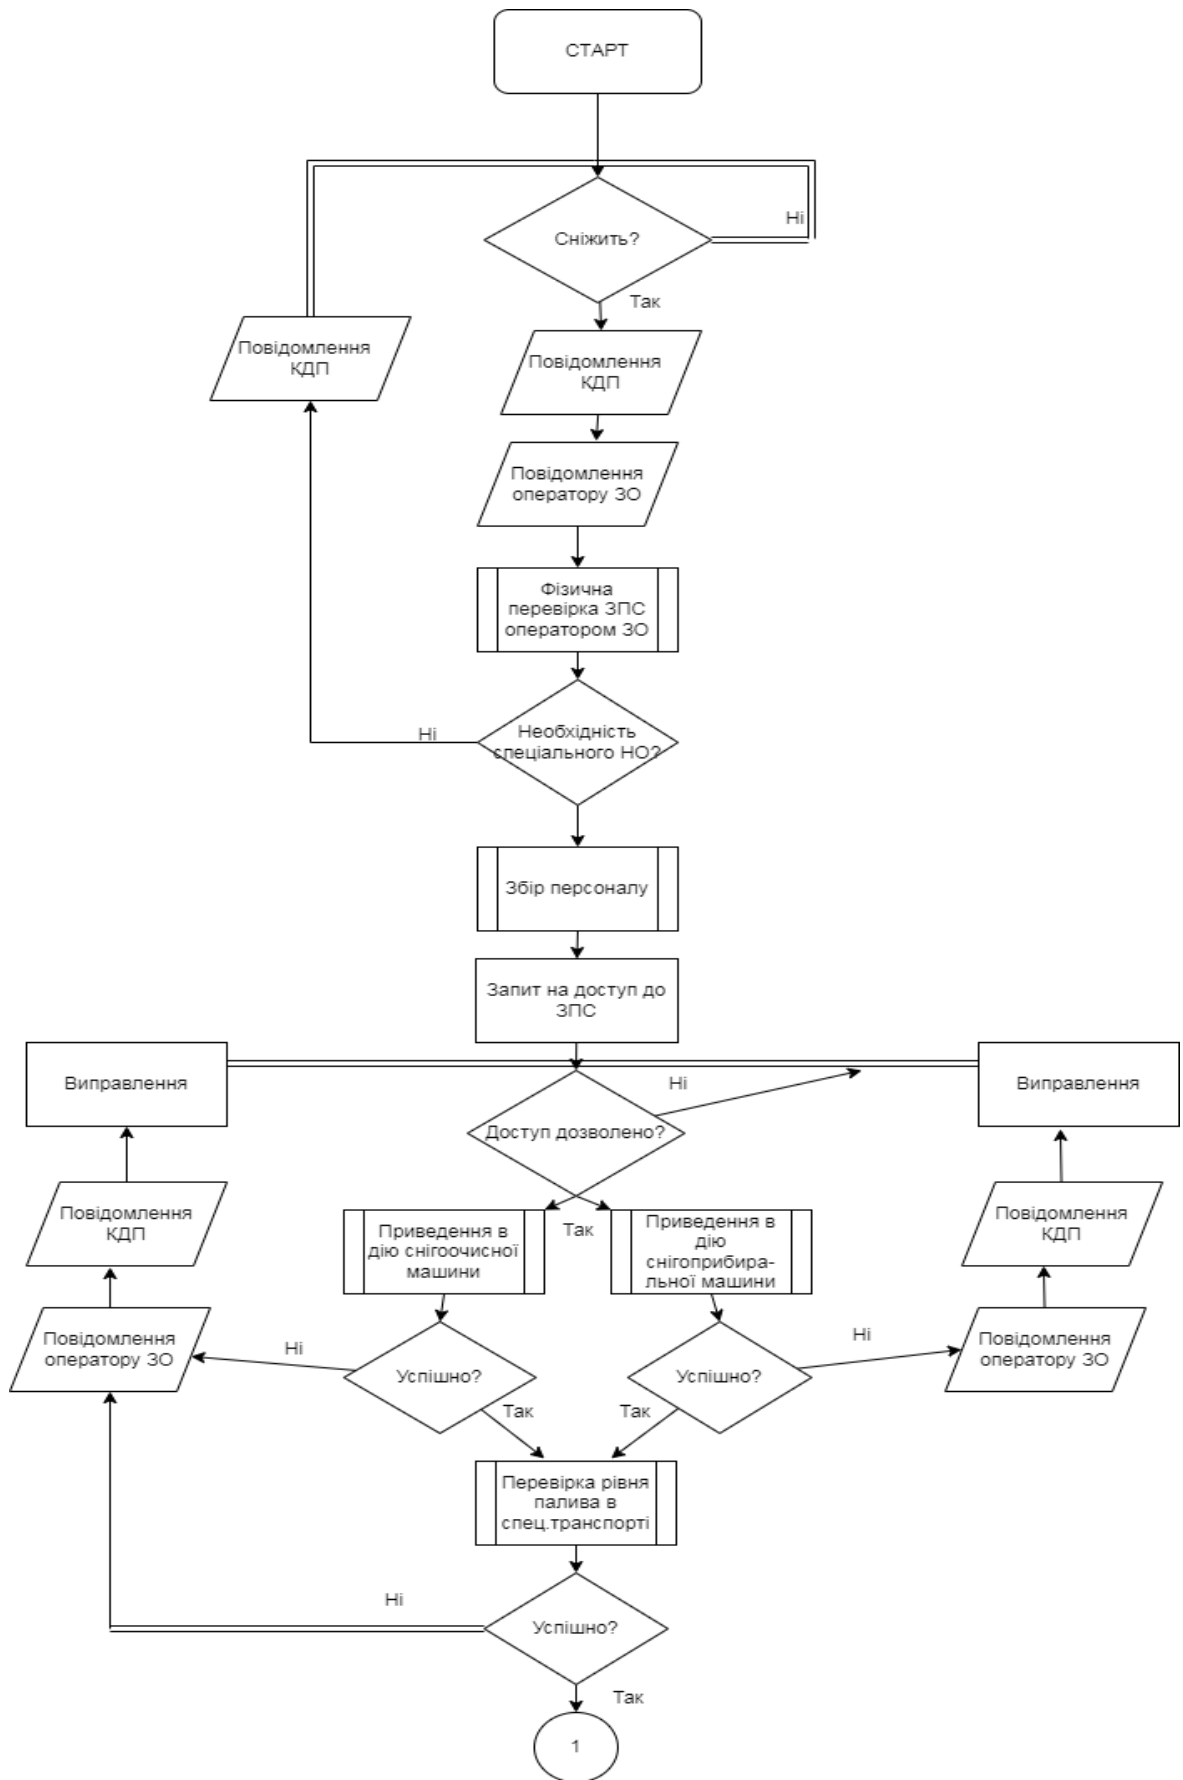 СТАРТ
Ні
Сніжить?
Так
Повідомлення
КДП
Повідомлення
КДП
Повідомлення
оператору ЗО
Фізична
перевірка ЗПС
оператором ЗО
Ні
Необхідність
спеціального НО?
Збір персоналу
Запит на доступ до
ЗПС
Виправлення
Ні
Виправлення
Доступ дозволено?
Повідомлення
КДП
Приведення в
дію снігоочисної
машини
Так
Приведення в
дію
снігоприбира-
льної машини
Повідомлення
КДП
Повідомлення
оператору ЗО
Ні
Успішно?
Успішно?
Ні
Повідомлення
оператору ЗО
Так
Так
Перевірка рівня
палива в
спец.транспорті
Ні
Успішно?
Так
1